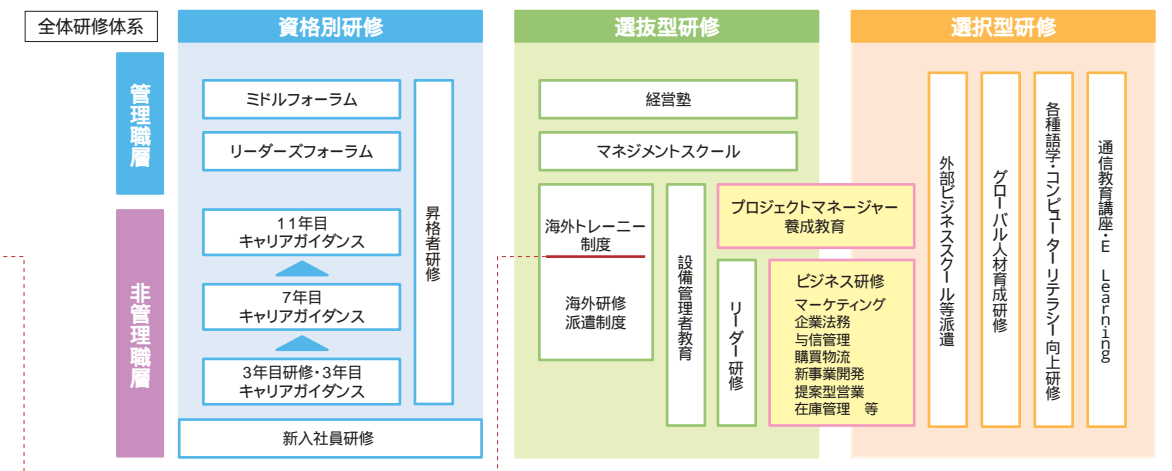 全体研修体系
資格別研修
選抜型研修
選択型研修
管理職層
非管理職層
ミドルフォーラム
リーダーズフォーラム
11年目
キャリアガイダンス
7年目
キャリアガイダンス
3年目研修・3年目
キャリアガイダンス
新入社員研修
昇格者研修
経営塾
マネジメントスクール
海外トレーニー
制度
海外研修
派遣制度
設備管理者教育
リーダー研修
プロジェクトマネージャー
養成教育
ビジネス研修
マーケティング
企業法務
与信管理
購買物流
新事業開発
提案型営業
在庫管理　等
外部ビジネススクール等派遣
グローバル人材育成研修
各種語学・コンピューターリテラシー向上研修
通信教育講座・E Learning